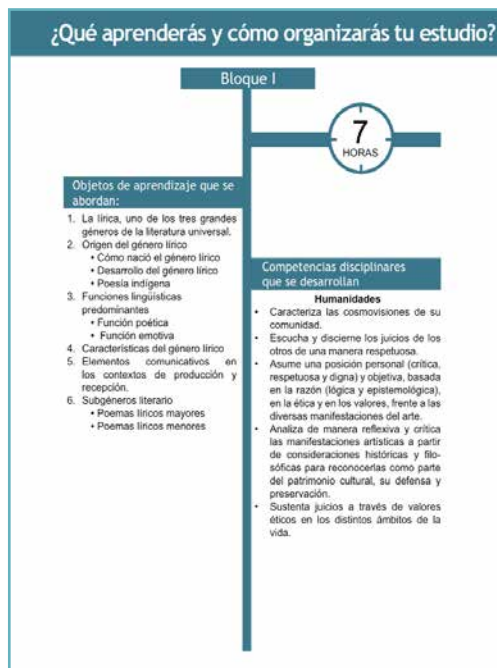 ¿Qué aprenderás y cómo organizarás tu estudio?
Bloque I
7
HORAS
Objetos de aprendizaje que se
abordan:
1. La lírica, uno de los tres grandes
géneros de la literatura universal.
2. Origen del género lírico
• Cómo nació el género lírico
• Desarrollo del género lírico
• Poesía indígena
3. Funciones lingüísticas
predominantes
• Función poética
• Función emotiva
4. Características del género lírico
5. Elementos comunicativos en
los contextos de producción y
recepción.
6. Subgéneros literario
• Poemas líricos mayores
• Poemas líricos menores
Competencias disciplinares
que se desarrollan
Humanidades
• Caracteriza las cosmovisiones de su
comunidad.
• Escucha y discierne los juicios de los
otros de una manera respetuosa.
• Asume una posición personal (crítica,
respetuosa y digna) y objetiva, basada
en la razón (lógica y epistemológica),
en la ética y en los valores, frente a las
diversas manifestaciones del arte.
• Analiza de manera reflexiva y crítica
las manifestaciones artísticas a partir
de consideraciones históricas y filo-
sóficas para reconocerlas como parte
del patrimonio cultural, su defensa y
preservación.
• Sustenta juicios a través de valores
éticos en los distintos ámbitos de la
vida.